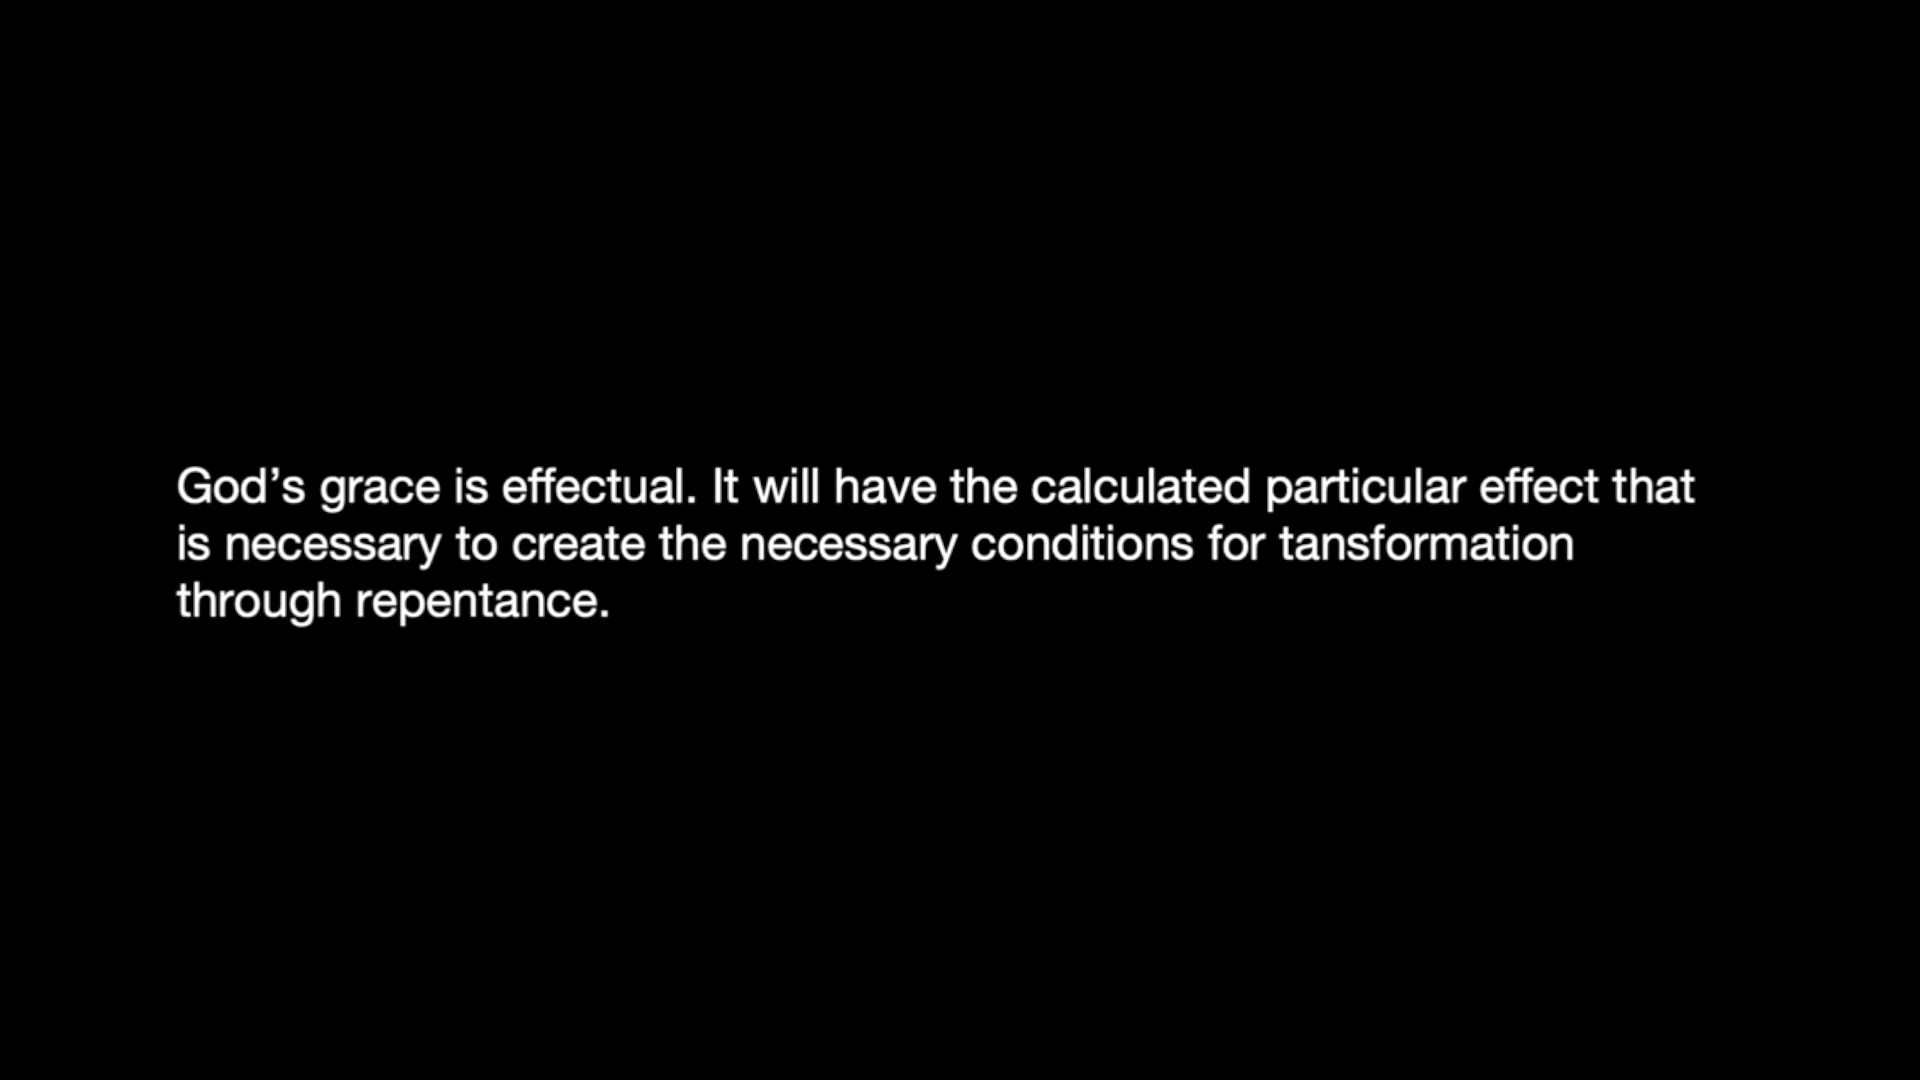 God’s grace is effectual. It will have the calculated particular effect that
is necessary to create the necessary conditions for tansformation
through repentance.